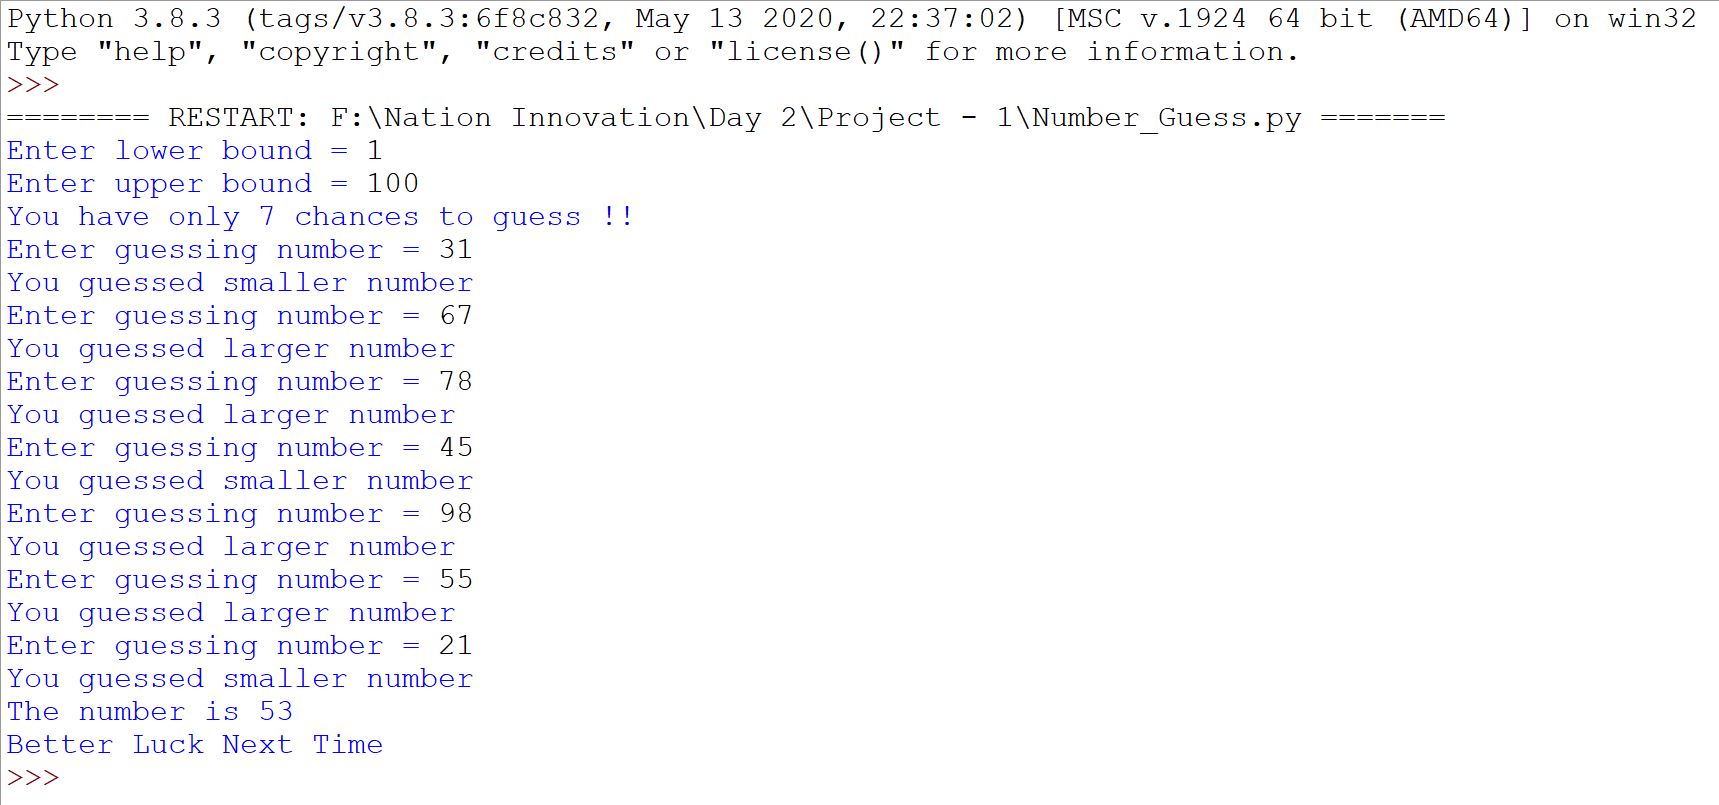 Python 3.8.3 (tags/v3.8.3:6f8c832, May 13 2020, 22:37:02) [MSC v.1924 64 bit (AMD64)] on win32
Type "help", "copyright", "credits" or "license()" for more information.
>>>
======== RESTART: F:\Nation Innovation\Day 2\Project - 1\Number_Guess.py =======
Enter lower bound = 1
Enter upper bound = 100
You have only 7 chances to guess !!
Enter guessing number = 31
You guessed smaller number
Enter guessing number = 67
You guessed larger number
Enter guessing number = 78
You guessed larger number
Enter guessing number = 45
You guessed smaller number
Enter guessing number = 98
You guessed larger number
Enter guessing number = 55
You guessed larger number
Enter guessing number = 21
You guessed smaller number
The number is 53
Better Luck Next Time
>>>